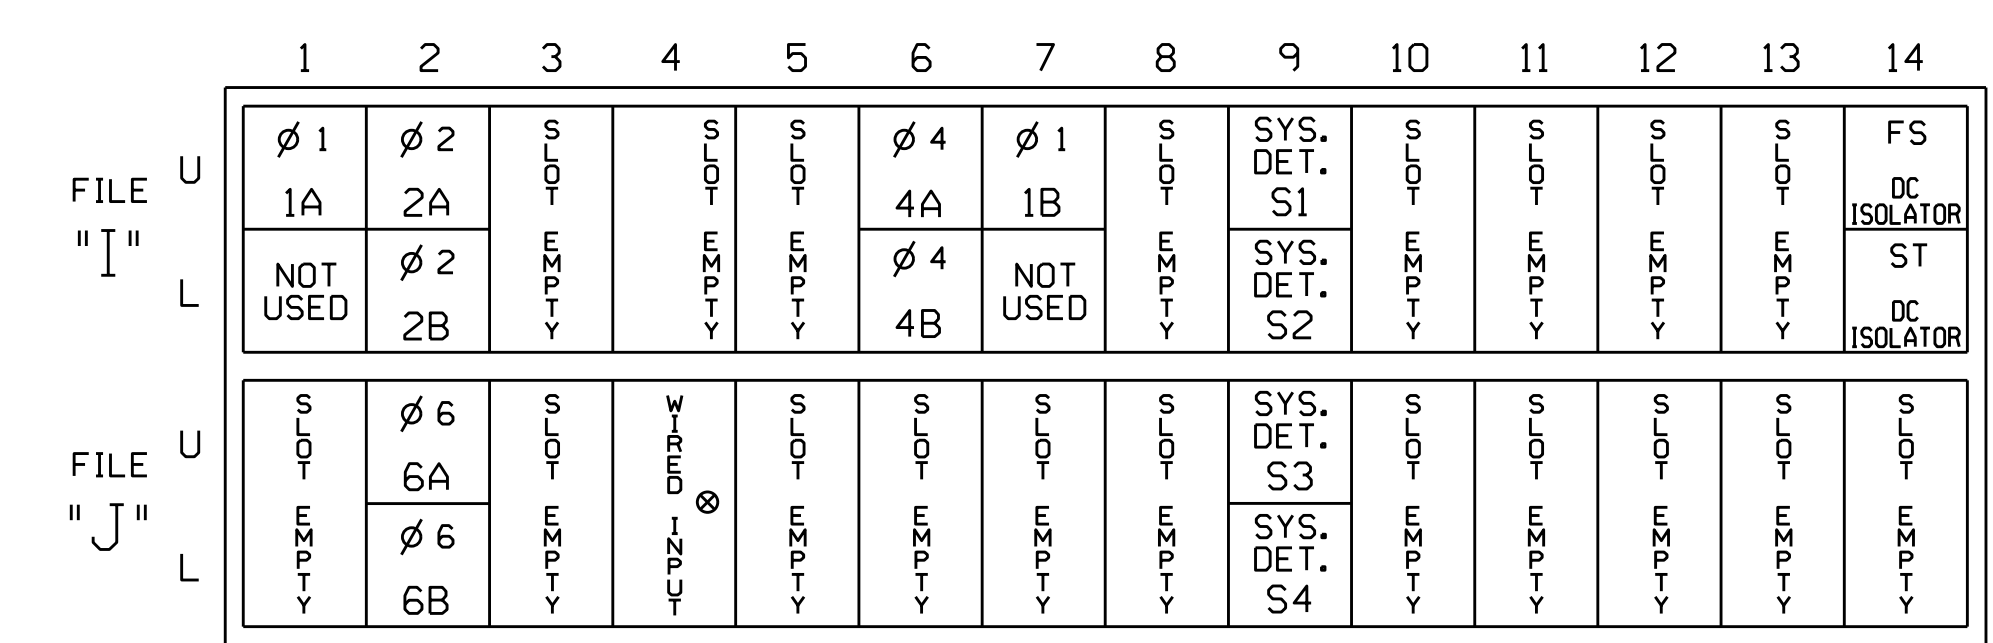 1 2 3 4 5 6 7 8 9 10 11 12 13 14
FILE "I"
U
L
Ø 1
1A
NOT
USED
Ø 2
2A
Ø 2
2B
SLOT EMPTY
SLOT EMPTY
SLOT EMPTY
Ø 4
4A
Ø 4
4B
Ø 1
1B
NOT
USED
SLOT EMPTY
SYS.
DET.
S1
SYS.
DET.
S2
SLOT EMPTY
SLOT EMPTY
SLOT EMPTY
SLOT EMPTY
FS
DC
ISOLATOR
ST
DC
ISOLATOR
FILE "J"
U
L
SLOT EMPTY
Ø 6
6A
Ø 6
6B
SLOT EMPTY
WIRED INPUT
SLOT EMPTY
SLOT EMPTY
SLOT EMPTY
SLOT EMPTY
SYS.
DET.
S3
SYS.
DET.
S4
SLOT EMPTY
SLOT EMPTY
SLOT EMPTY
SLOT EMPTY
SLOT EMPTY